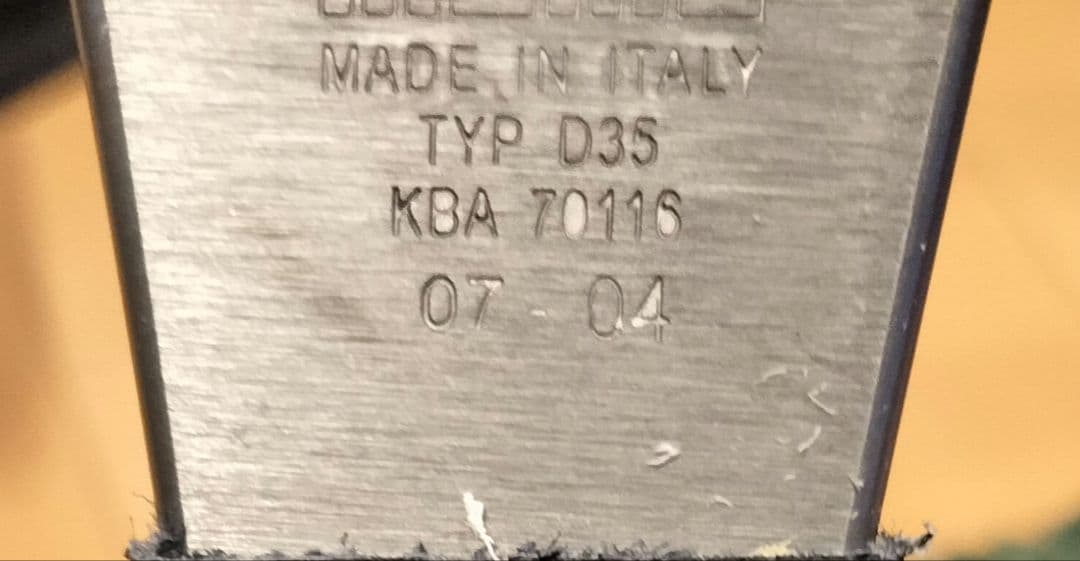 MADE IN ITALY
TYP D35
KBA 70116
07 - 04